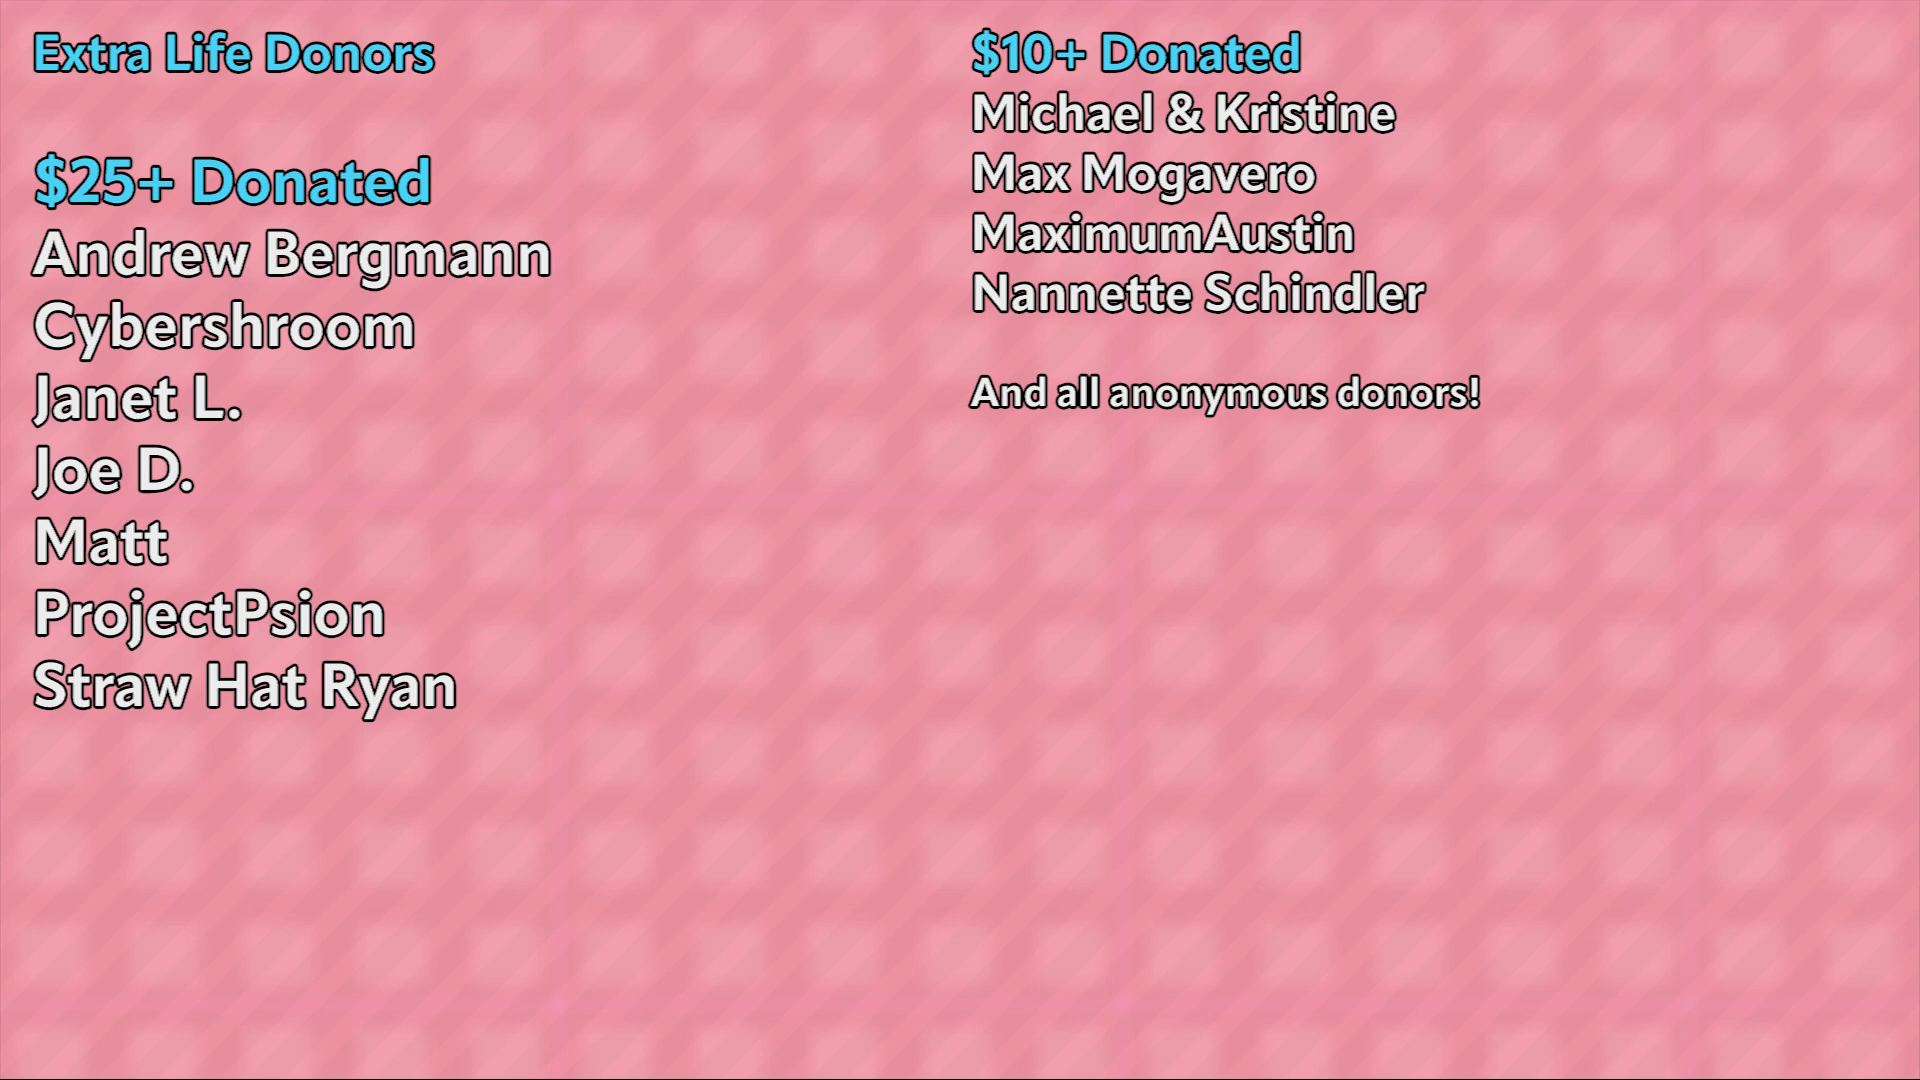 Extra Life Donors
$25+ Donated
Andrew Bergmann
Cybershroom
Janet L.
Joe D.
Matt
ProjectPsion
Straw Hat Ryan
$10+ Donated
Michael & Kristine
Max Mogavero
MaximumAustin
Nannette Schindler
And all anonymous donors!